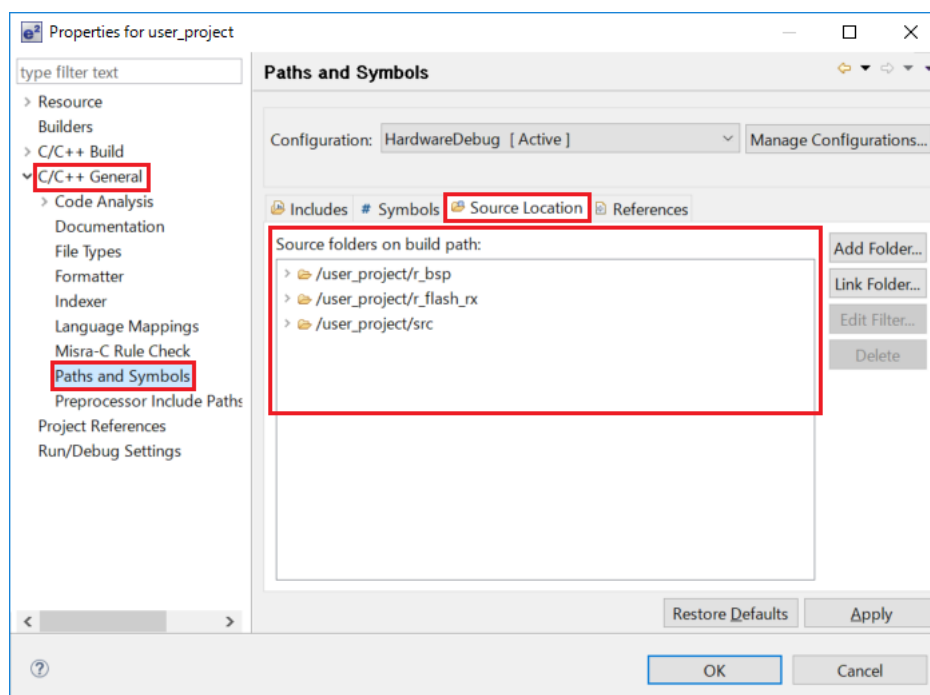 e² Properties for user_project
type filter text
Resource
Builders
C/C++ Build
C/C++ General
Code Analysis
Documentation
File Types
Formatter
Indexer
Language Mappings
Misra-C Rule Check
Paths and Symbols
Preprocessor Include Paths
Project References
Run/Debug Settings
Paths and Symbols
Configuration: HardwareDebug [ Active ] Manage Configurations...
Includes # Symbols Source Location References
Source folders on build path:
/user_project/r_bsp
/user_project/r_flash_rx
/user_project/src
Add Folder...
Link Folder...
Edit Filter...
Delete
Restore Defaults Apply
? OK Cancel